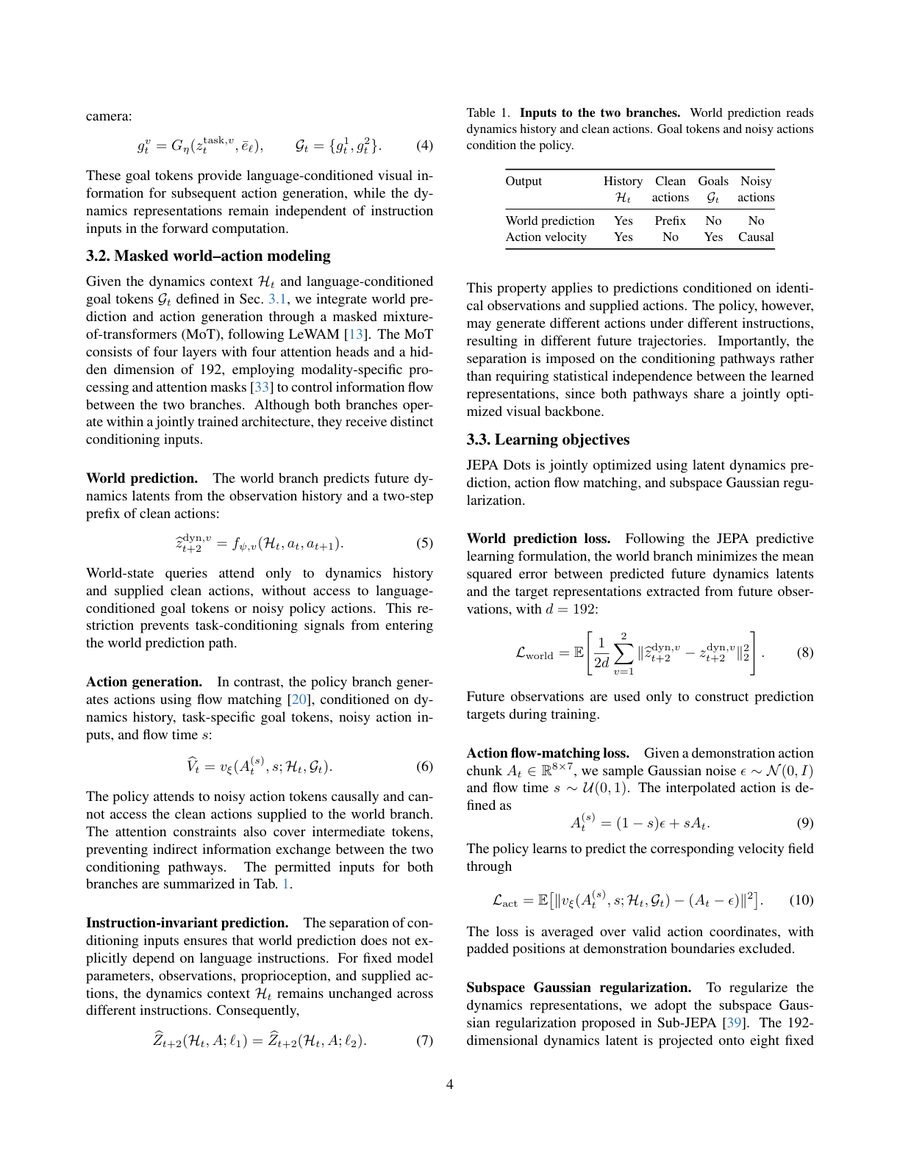 camera:
g_t^v = G_η(z_t^{task,v}, ē_ℓ), 𝒢_t = {g_t^1, g_t^2}. (4)
These goal tokens provide language-conditioned visual in-
formation for subsequent action generation, while the dy-
namics representations remain independent of instruction
inputs in the forward computation.
3.2. Masked world–action modeling
Given the dynamics context ℋ_t and language-conditioned
goal tokens 𝒢_t defined in Sec. 3.1, we integrate world pre-
diction and action generation through a masked mixture-
of-transformers (MoT), following LeWAM [13]. The MoT
consists of four layers with four attention heads and a hid-
den dimension of 192, employing modality-specific pro-
cessing and attention masks [33] to control information flow
between the two branches. Although both branches oper-
ate within a jointly trained architecture, they receive distinct
conditioning inputs.
World prediction. The world branch predicts future dy-
namics latents from the observation history and a two-step
prefix of clean actions:
ẑ_{t+2}^{dyn,v} = f_{ψ,v}(ℋ_t, a_t, a_{t+1}). (5)
World-state queries attend only to dynamics history
and supplied clean actions, without access to language-
conditioned goal tokens or noisy policy actions. This re-
striction prevents task-conditioning signals from entering
the world prediction path.
Action generation. In contrast, the policy branch gener-
ates actions using flow matching [20], conditioned on dy-
namics history, task-specific goal tokens, noisy action in-
puts, and flow time s:
V̂_t = v_ξ(A_t^{(s)}, s; ℋ_t, 𝒢_t). (6)
The policy attends to noisy action tokens causally and can-
not access the clean actions supplied to the world branch.
The attention constraints also cover intermediate tokens,
preventing indirect information exchange between the two
conditioning pathways. The permitted inputs for both
branches are summarized in Tab. 1.
Instruction-invariant prediction. The separation of con-
ditioning inputs ensures that world prediction does not ex-
plicitly depend on language instructions. For fixed model
parameters, observations, proprioception, and supplied ac-
tions, the dynamics context ℋ_t remains unchanged across
different instructions. Consequently,
Ẑ_{t+2}(ℋ_t, A; ℓ_1) = Ẑ_{t+2}(ℋ_t, A; ℓ_2). (7)
Table 1. Inputs to the two branches. World prediction reads
dynamics history and clean actions. Goal tokens and noisy actions
condition the policy.
Output History Clean Goals Noisy
ℋ_t actions 𝒢_t actions
World prediction Yes Prefix No No
Action velocity Yes No Yes Causal
This property applies to predictions conditioned on identi-
cal observations and supplied actions. The policy, however,
may generate different actions under different instructions,
resulting in different future trajectories. Importantly, the
separation is imposed on the conditioning pathways rather
than requiring statistical independence between the learned
representations, since both pathways share a jointly opti-
mized visual backbone.
3.3. Learning objectives
JEPA Dots is jointly optimized using latent dynamics pre-
diction, action flow matching, and subspace Gaussian regu-
larization.
World prediction loss. Following the JEPA predictive
learning formulation, the world branch minimizes the mean
squared error between predicted future dynamics latents
and the target representations extracted from future obser-
vations, with d = 192:
ℒ_world = 𝔼[1/(2d) ∑_{v=1}^{2} ‖ẑ_{t+2}^{dyn,v} − z_{t+2}^{dyn,v}‖_2^2]. (8)
Future observations are used only to construct prediction
targets during training.
Action flow-matching loss. Given a demonstration action
chunk A_t ∈ ℝ^{8×7}, we sample Gaussian noise ϵ ∼ 𝒩(0, I)
and flow time s ∼ 𝒰(0, 1). The interpolated action is de-
fined as
A_t^{(s)} = (1 − s)ϵ + sA_t. (9)
The policy learns to predict the corresponding velocity field
through
ℒ_act = 𝔼[‖v_ξ(A_t^{(s)}, s; ℋ_t, 𝒢_t) − (A_t − ϵ)‖^2]. (10)
The loss is averaged over valid action coordinates, with
padded positions at demonstration boundaries excluded.
Subspace Gaussian regularization. To regularize the
dynamics representations, we adopt the subspace Gaus-
sian regularization proposed in Sub-JEPA [39]. The 192-
dimensional dynamics latent is projected onto eight fixed
4